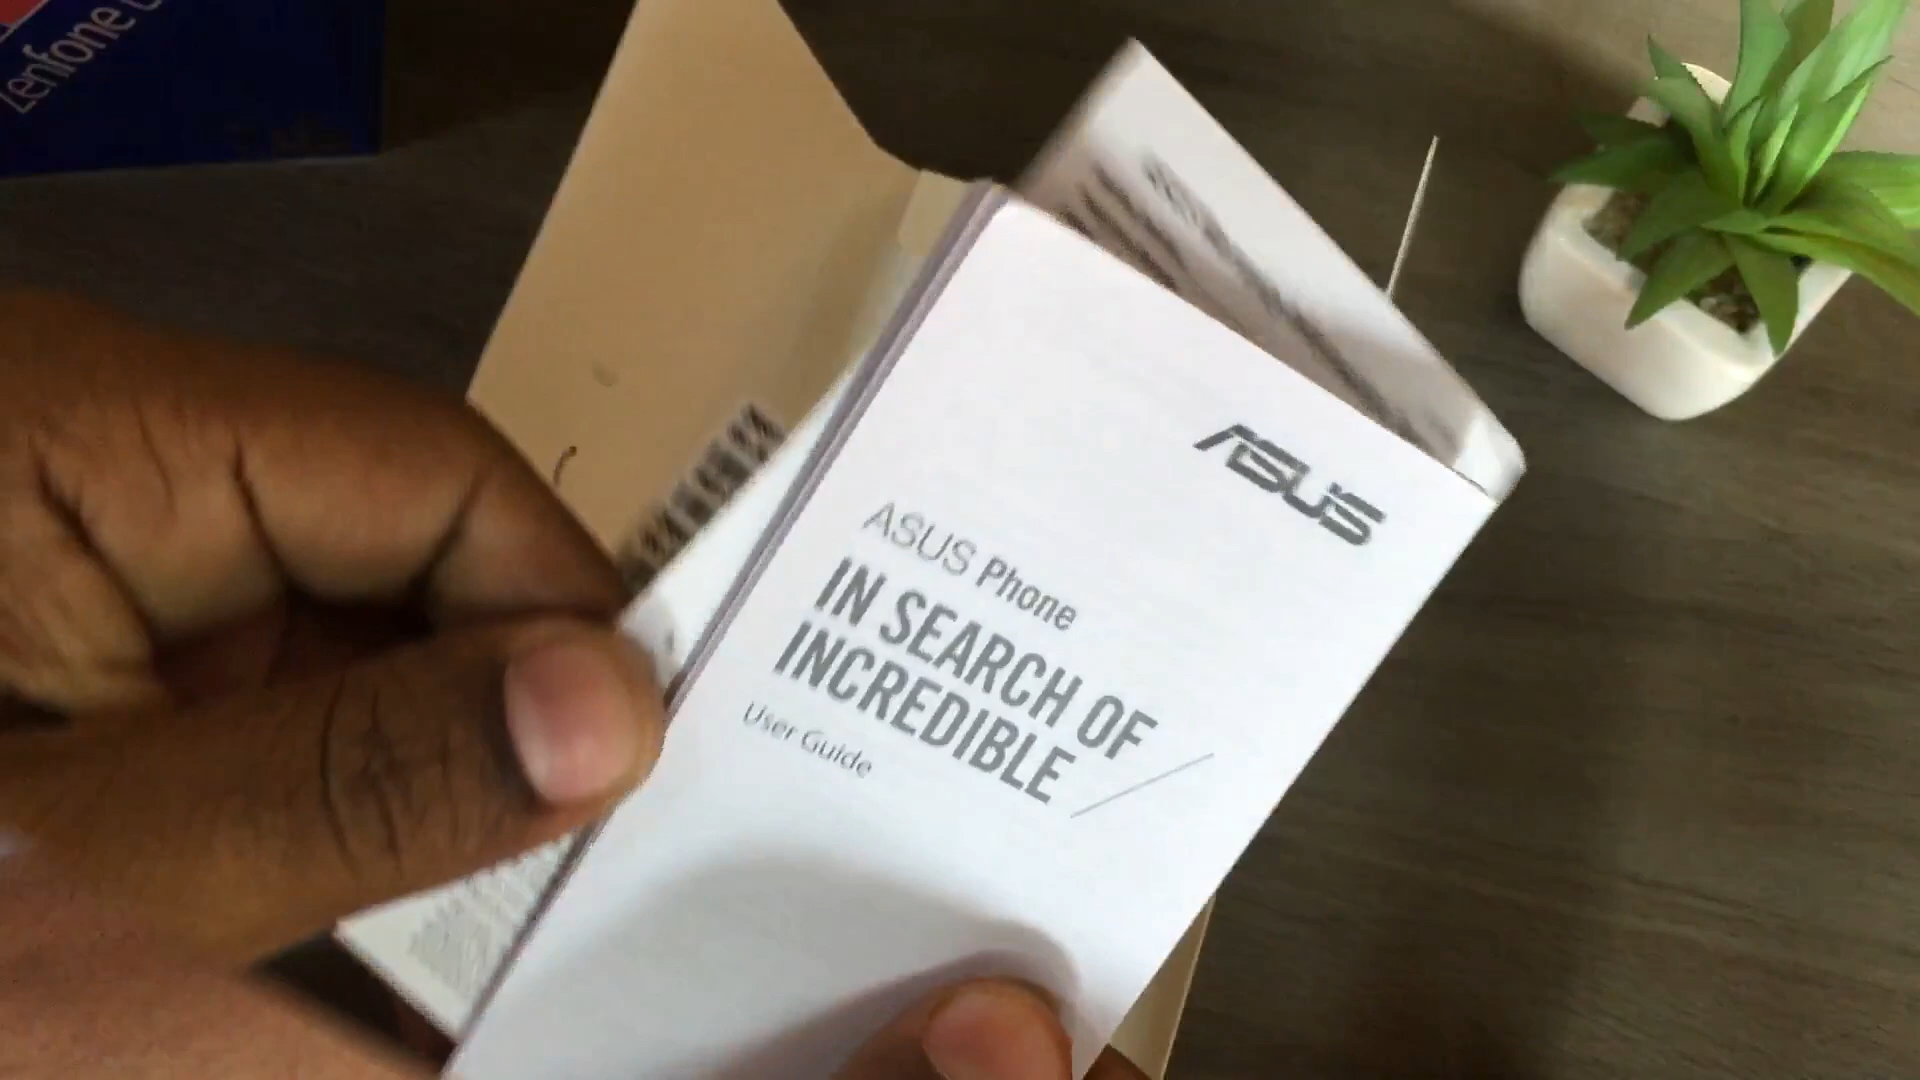 Zenfone
ASUS
ASUS Phone
IN SEARCH OF
INCREDIBLE
User Guide